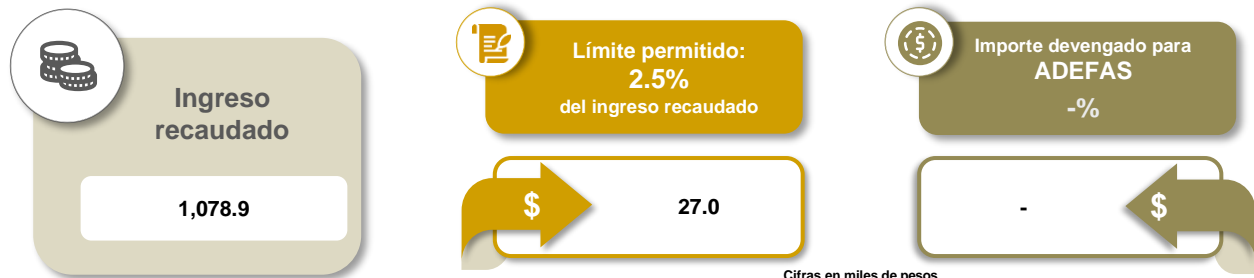 Ingreso
recaudado
1,078.9
Límite permitido:
2.5%
del ingreso recaudado
$
27.0
Importe devengado para
ADEFAS
-%
-
$
Cifras en miles de pesos